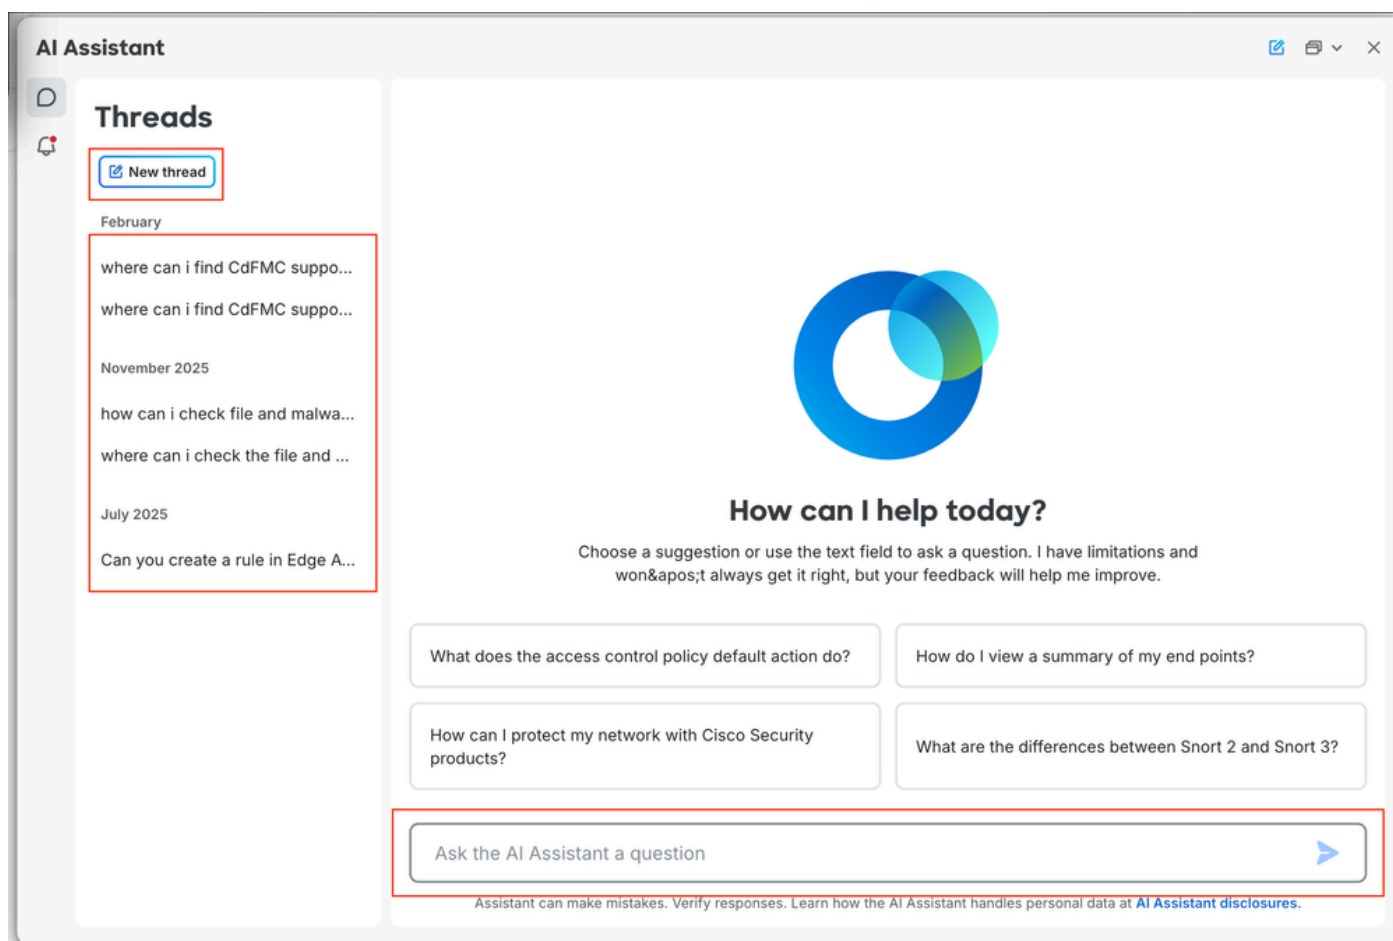 AI Assistant
Threads
New thread
February
where can i find CdFMC suppo...
where can i find CdFMC suppo...
November 2025
how can i check file and malwa...
where can i check the file and ...
July 2025
Can you create a rule in Edge A...
How can I help today?
Choose a suggestion or use the text field to ask a question. I have limitations and
won&apos;t always get it right, but your feedback will help me improve.
What does the access control policy default action do?
How do I view a summary of my end points?
How can I protect my network with Cisco Security
products?
What are the differences between Snort 2 and Snort 3?
Ask the AI Assistant a question
Assistant can make mistakes. Verify responses. Learn how the AI Assistant handles personal data at AI Assistant disclosures.